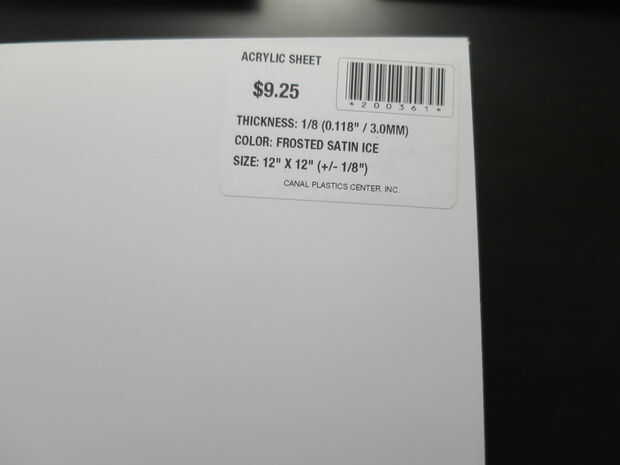 ACRYLIC SHEET
$9.25
*200361*
THICKNESS: 1/8 (0.118" / 3.0MM)
COLOR: FROSTED SATIN ICE
SIZE: 12" X 12" (+/- 1/8")
CANAL PLASTICS CENTER, INC.